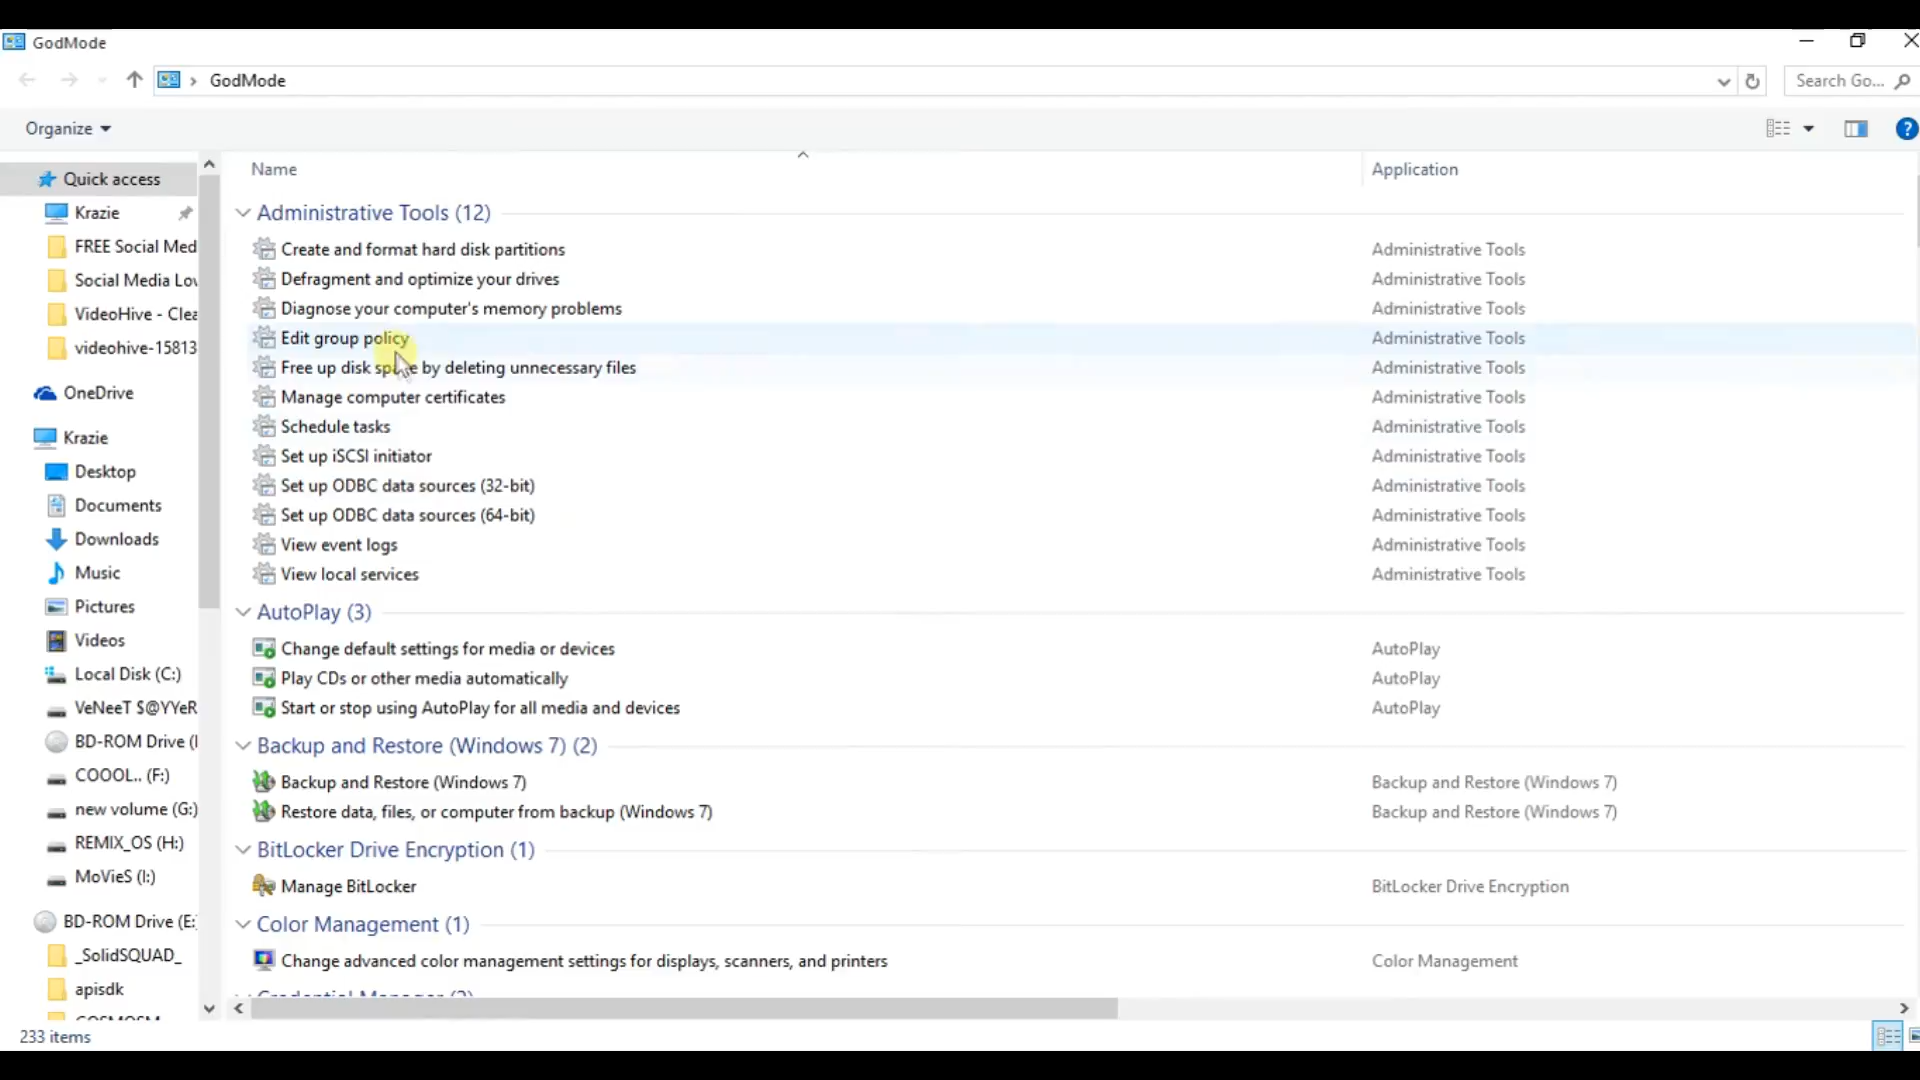 GodMode
GodMode
Search Go...
Organize
Name
Application
Quick access
Krazie
FREE Social Med
Social Media Lov
VideoHive - Clea
videohive-15813
OneDrive
Krazie
Desktop
Documents
Downloads
Music
Pictures
Videos
Local Disk (C:)
VeNeeT $@YYeR
BD-ROM Drive (
COOOL.. (F:)
new volume (G:)
REMIX_OS (H:)
MoVieS (I:)
BD-ROM Drive (E:
_SolidSQUAD_
apisdk
Administrative Tools (12)
Create and format hard disk partitions Administrative Tools
Defragment and optimize your drives Administrative Tools
Diagnose your computer's memory problems Administrative Tools
Edit group policy Administrative Tools
Free up disk space by deleting unnecessary files Administrative Tools
Manage computer certificates Administrative Tools
Schedule tasks Administrative Tools
Set up iSCSI initiator Administrative Tools
Set up ODBC data sources (32-bit) Administrative Tools
Set up ODBC data sources (64-bit) Administrative Tools
View event logs Administrative Tools
View local services Administrative Tools
AutoPlay (3)
Change default settings for media or devices AutoPlay
Play CDs or other media automatically AutoPlay
Start or stop using AutoPlay for all media and devices AutoPlay
Backup and Restore (Windows 7) (2)
Backup and Restore (Windows 7) Backup and Restore (Windows 7)
Restore data, files, or computer from backup (Windows 7) Backup and Restore (Windows 7)
BitLocker Drive Encryption (1)
Manage BitLocker BitLocker Drive Encryption
Color Management (1)
Change advanced color management settings for displays, scanners, and printers Color Management
233 items